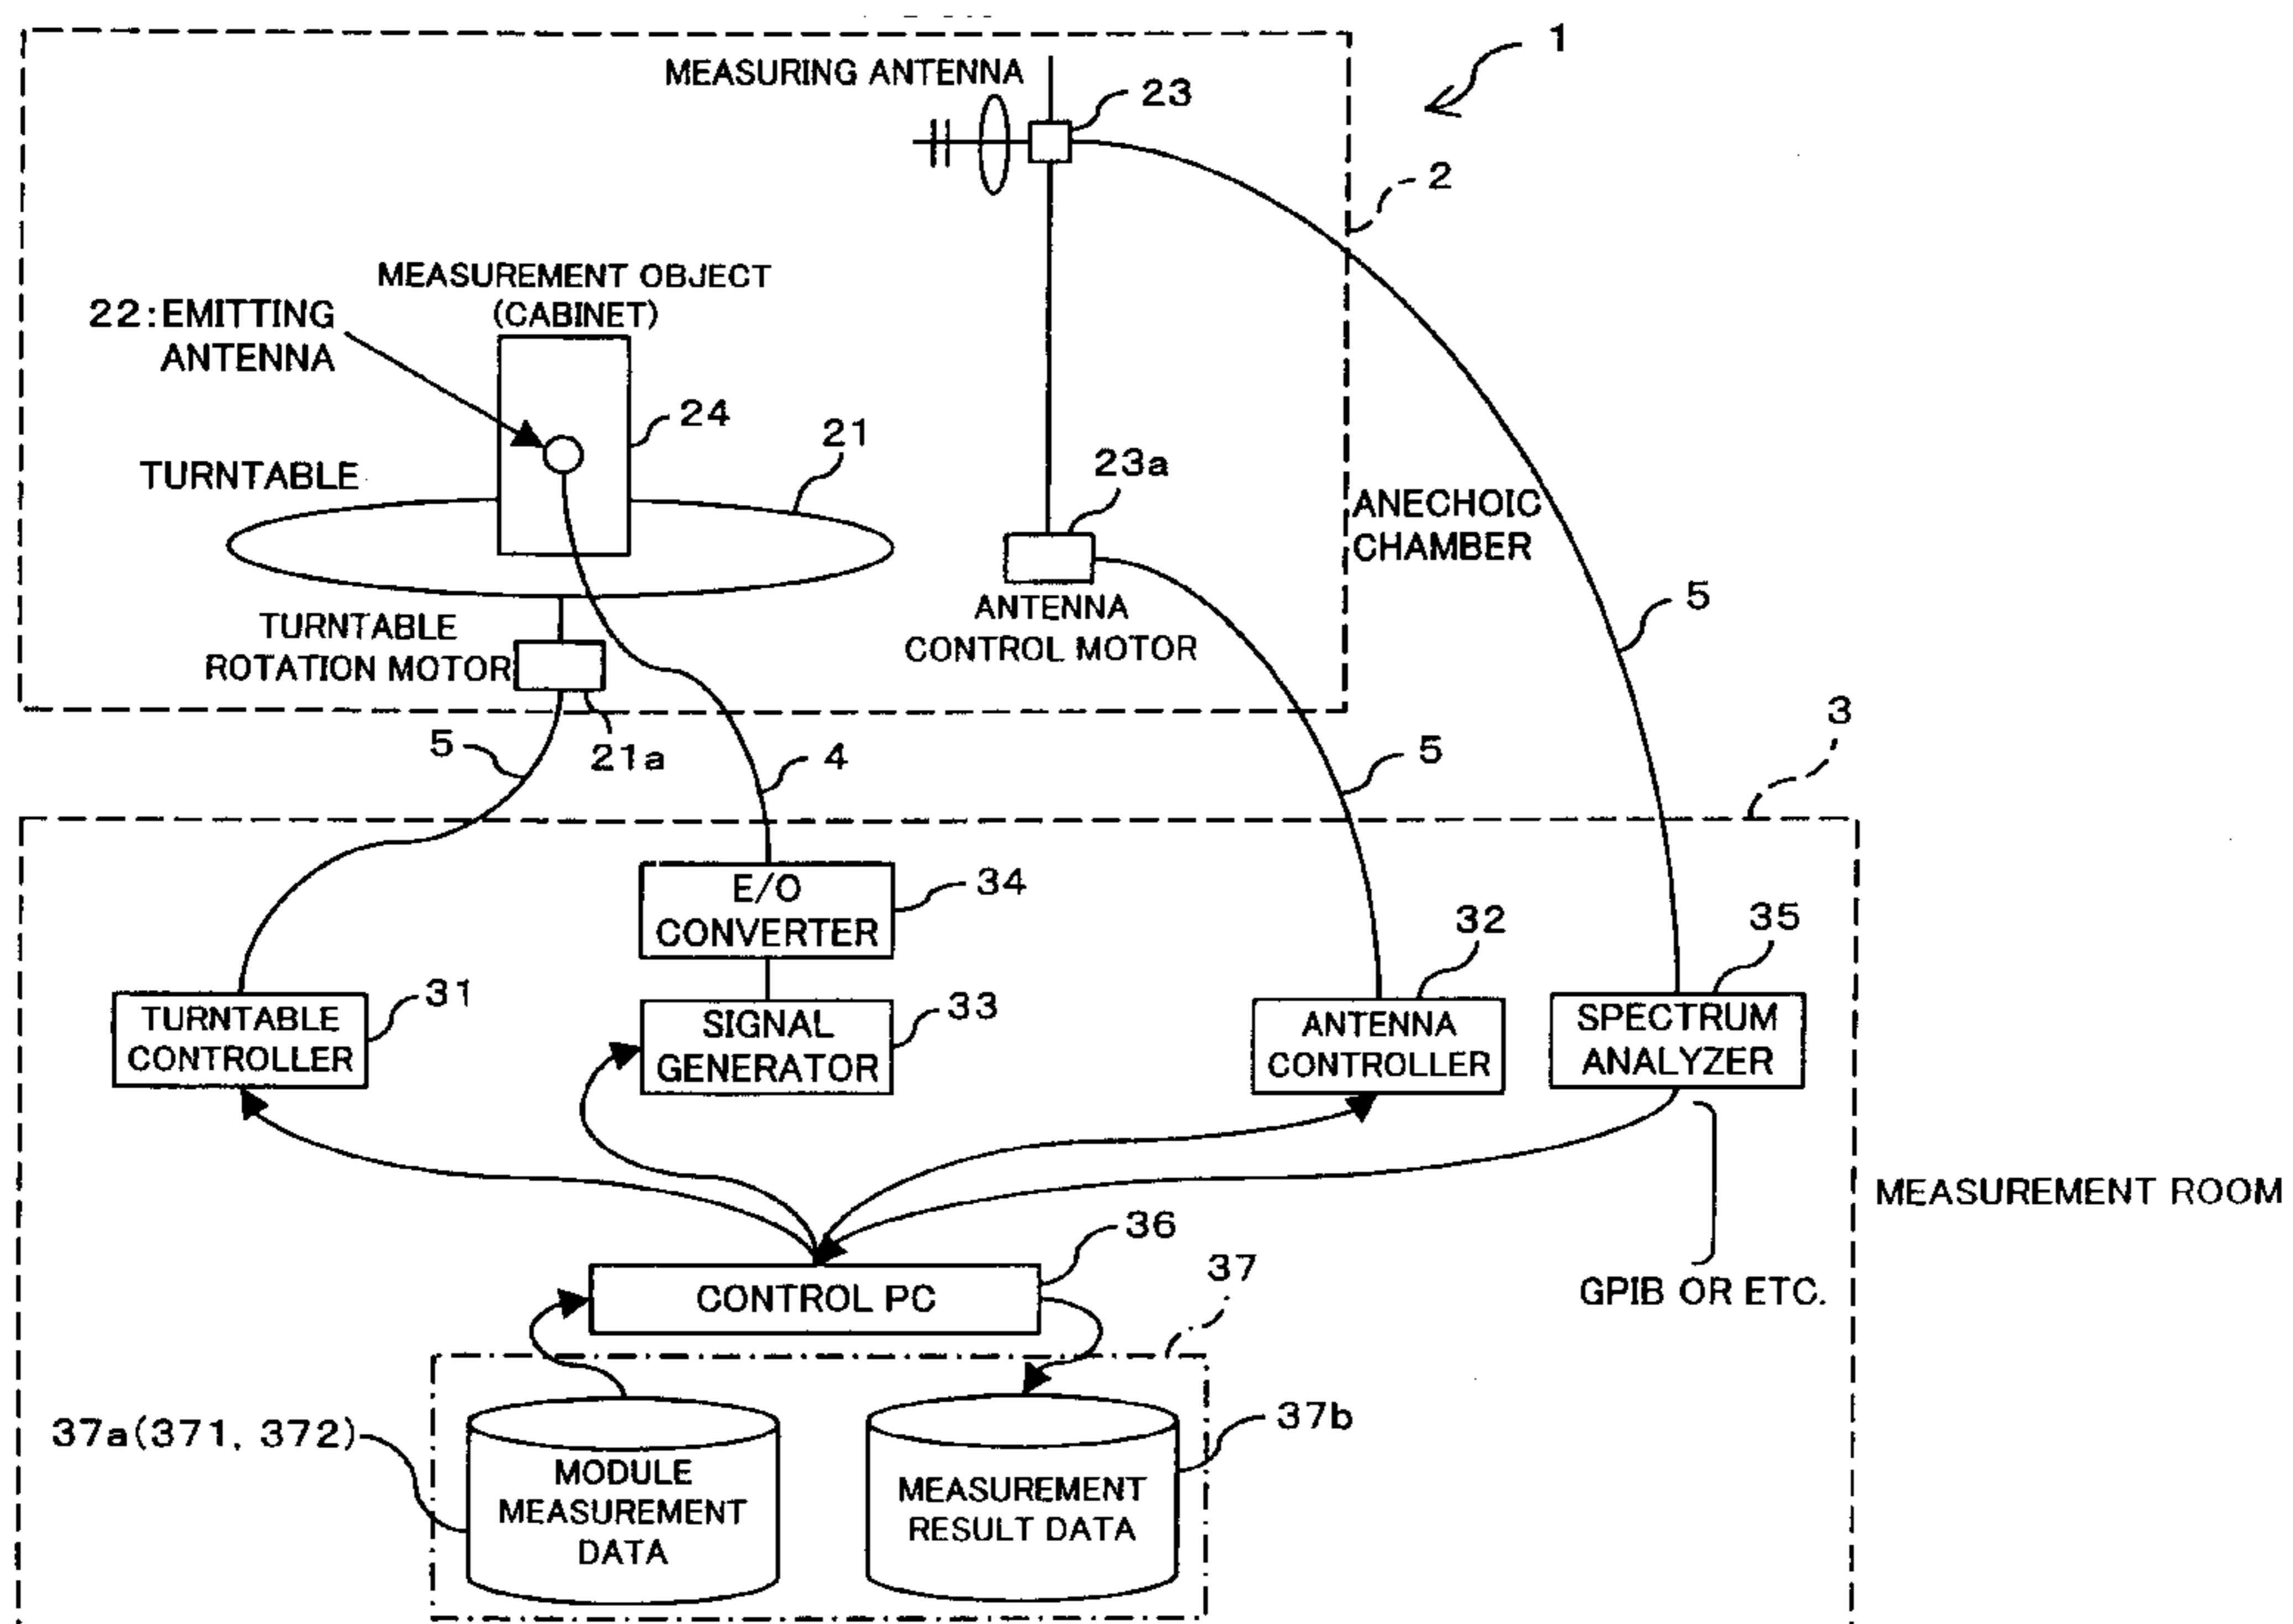 1
MEASURING ANTENNA
23
2
MEASUREMENT OBJECT
(CABINET)
22:EMITTING
ANTENNA
24
21
TURNTABLE
23a
ANECHOIC
CHAMBER
ANTENNA
CONTROL MOTOR
5
TURNTABLE
ROTATION MOTOR
21a
5
4
5
3
E/O
CONVERTER
34
32
35
31
TURNTABLE
CONTROLLER
SIGNAL
GENERATOR
33
ANTENNA
CONTROLLER
SPECTRUM
ANALYZER
MEASUREMENT ROOM
GPIB OR ETC.
36
CONTROL PC
37
37a(371, 372)
MODULE
MEASUREMENT
DATA
MEASUREMENT
RESULT DATA
37b